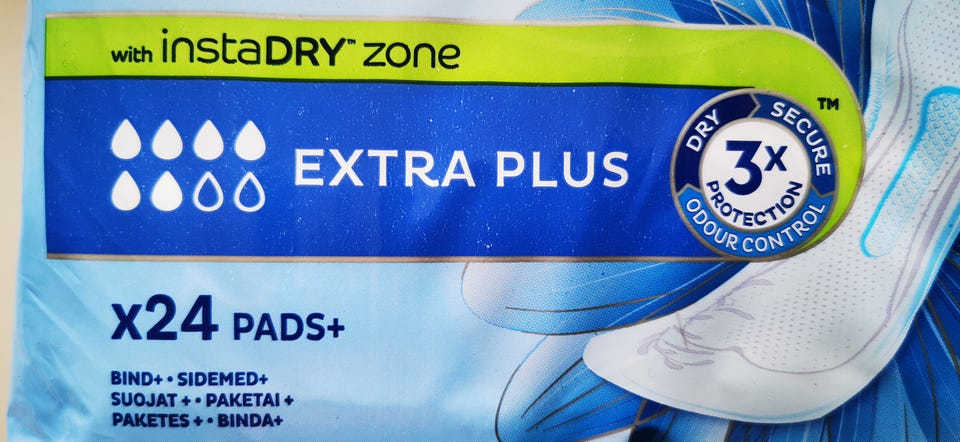 with instaDRY™ zone
EXTRA PLUS
DRY
SECURE
™
3X
PROTECTION
ODOUR CONTROL
x24 PADS+
BIND+ • SIDEMED+
SUOJAT + • PAKETAI +
PAKETES + • BINDA+